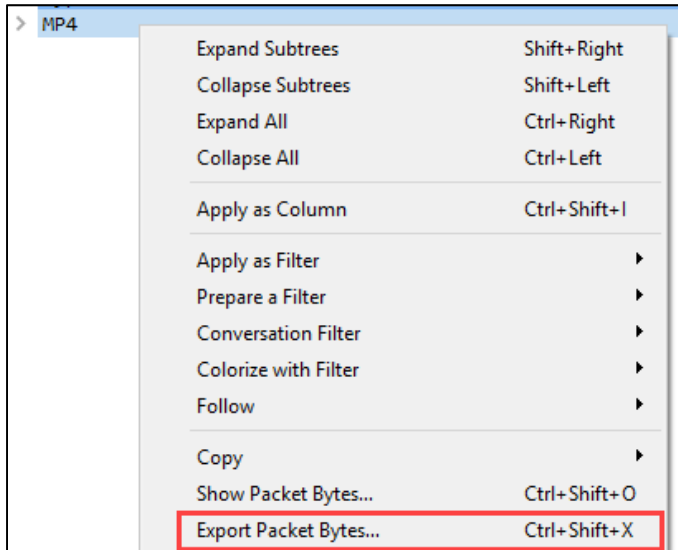 MP4
Expand Subtrees Shift+Right
Collapse Subtrees Shift+Left
Expand All Ctrl+Right
Collapse All Ctrl+Left
Apply as Column Ctrl+Shift+I
Apply as Filter
Prepare a Filter
Conversation Filter
Colorize with Filter
Follow
Copy
Show Packet Bytes... Ctrl+Shift+O
Export Packet Bytes... Ctrl+Shift+X